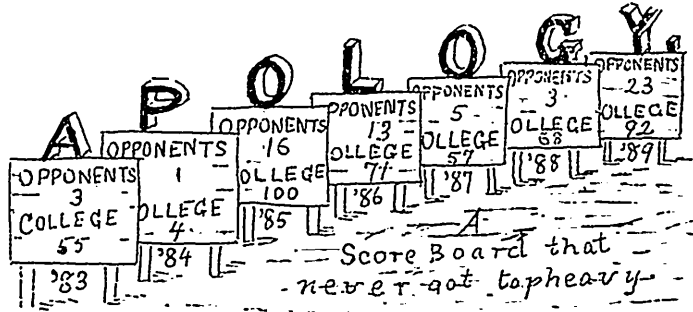 APOLOGY.
OPPONENTS
3
COLLEGE
55
'83
OPPONENTS
1
OLLEGE
4
'84
OPPONENTS
16
OLLEGE
100
'85
PPONENTS
13
OLLEGE
71
'86
PPONENTS
5
OLLEGE
57
'87
OPPONENTS
3
OLLEGE
'88
OPPONENTS
23
OLLEGE
92
'89
A
Score Board that
never got topheavy